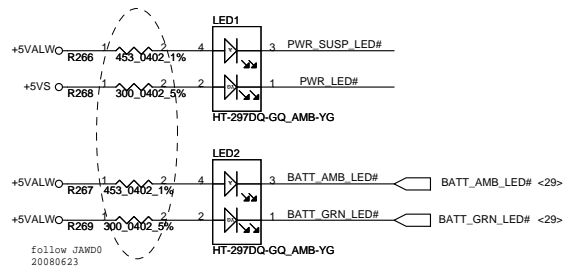 LED1
+5VALW 1 2 4 3 PWR_SUSP_LED#
R266 453_0402_1% A
+5VS 1 2 2 1 PWR_LED#
R268 300_0402_5%
HT-297DQ-GQ_AMB-YG
LED2
+5VALW 1 2 4 3 BATT_AMB_LED# BATT_AMB_LED# <29>
R267 453_0402_1% A
+5VALW 1 2 2 1 BATT_GRN_LED# BATT_GRN_LED# <29>
R269 300_0402_5%
HT-297DQ-GQ_AMB-YG
follow JAWD0
20080623